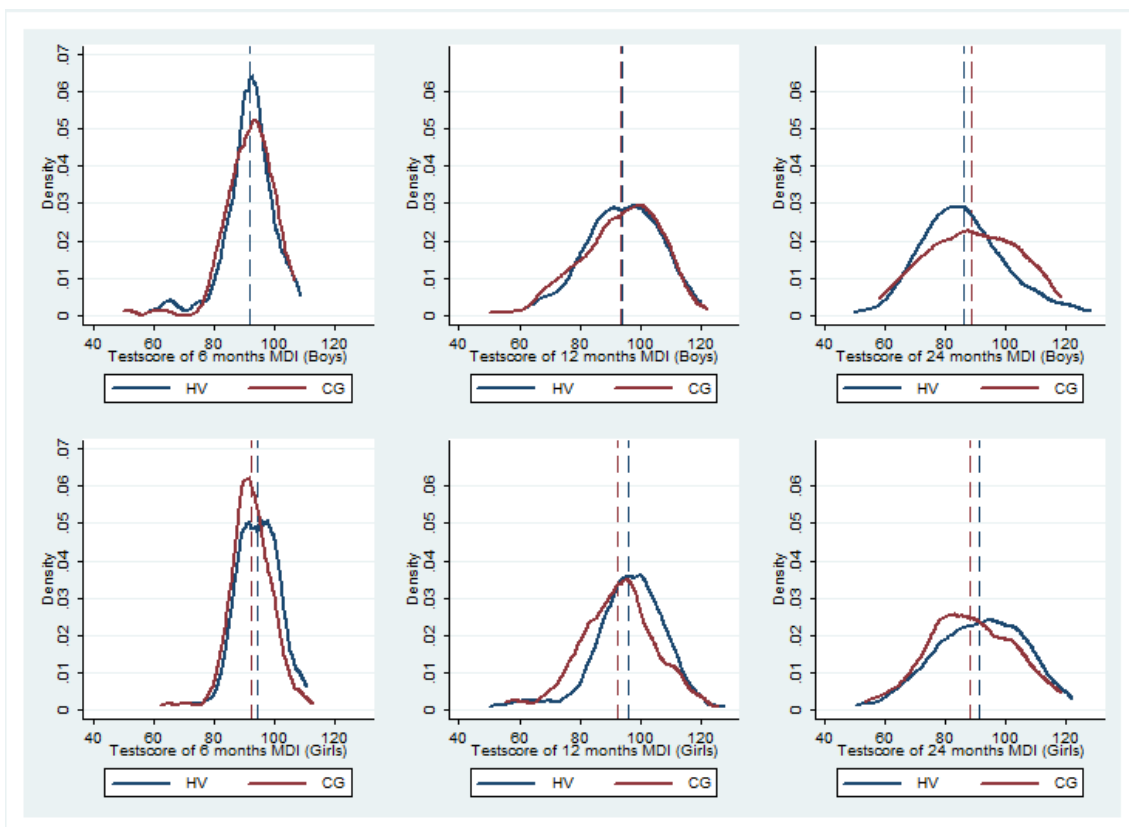 .07
.06
.05
.04
.03
.02
.01
0
Density
40 60 80 100 120
Testscore of 6 months MDI (Boys)
HV CG
.07
.06
.05
.04
.03
.02
.01
0
Density
40 60 80 100 120
Testscore of 12 months MDI (Boys)
HV CG
.07
.06
.05
.04
.03
.02
.01
0
Density
40 60 80 100 120
Testscore of 24 months MDI (Boys)
HV CG
.07
.06
.05
.04
.03
.02
.01
0
Density
40 60 80 100 120
Testscore of 6 months MDI (Girls)
HV CG
.07
.06
.05
.04
.03
.02
.01
0
Density
40 60 80 100 120
Testscore of 12 months MDI (Girls)
HV CG
.07
.06
.05
.04
.03
.02
.01
0
Density
40 60 80 100 120
Testscore of 24 months MDI (Girls)
HV CG